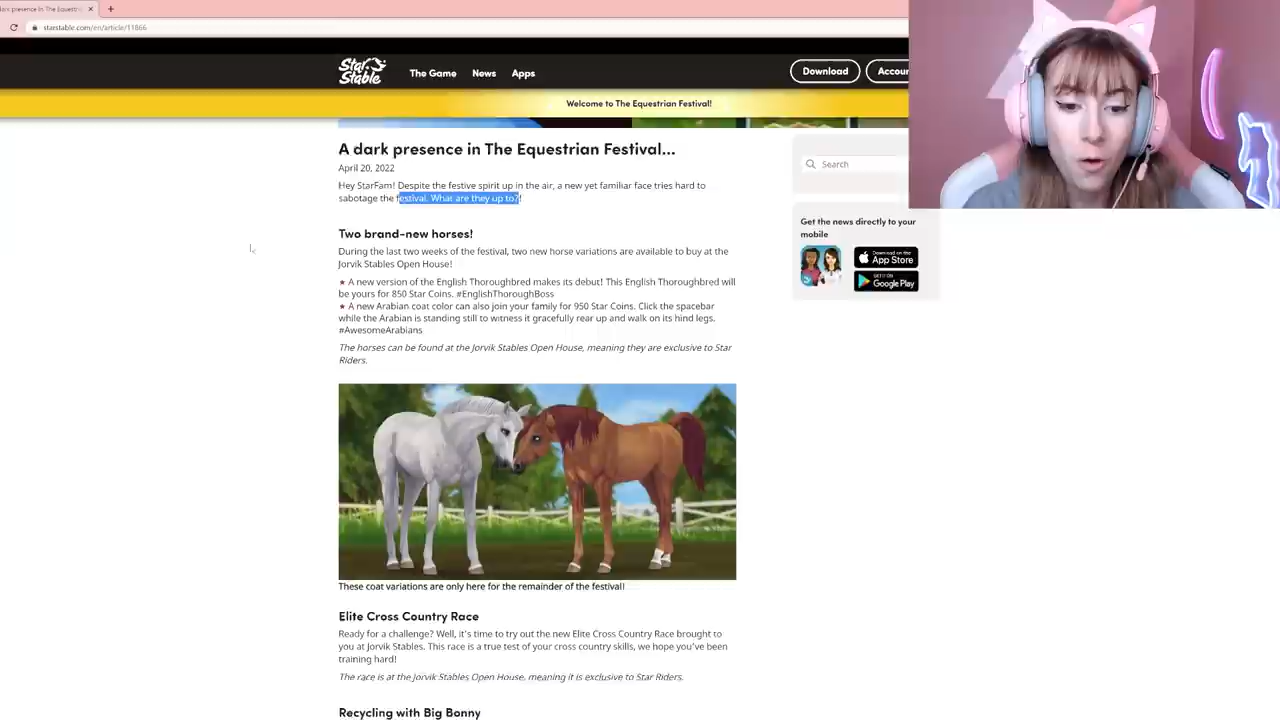 dark presence in The Equestri
starstable.com/en/article/11866
Star Stable
The Game
News
Apps
Download
Accou
Welcome to The Equestrian Festival!
A dark presence in The Equestrian Festival...
April 20, 2022
Hey StarFam! Despite the festive spirit up in the air, a new yet familiar face tries hard to
sabotage the festival. What are they up to?!
Search
Get the news directly to your
mobile
Download on the
App Store
GET IT ON
Google Play
Two brand-new horses!
During the last two weeks of the festival, two new horse variations are available to buy at the
Jorvik Stables Open House!
★ A new version of the English Thoroughbred makes its debut! This English Thoroughbred will
be yours for 850 Star Coins. #EnglishThoroughBoss
★ A new Arabian coat color can also join your family for 950 Star Coins. Click the spacebar
while the Arabian is standing still to witness it gracefully rear up and walk on its hind legs.
#AwesomeArabians
The horses can be found at the Jorvik Stables Open House, meaning they are exclusive to Star
Riders.
These coat variations are only here for the remainder of the festival!
Elite Cross Country Race
Ready for a challenge? Well, it's time to try out the new Elite Cross Country Race brought to
you at Jorvik Stables. This race is a true test of your cross country skills, we hope you've been
training hard!
The race is at the Jorvik Stables Open House, meaning it is exclusive to Star Riders.
Recycling with Big Bonny